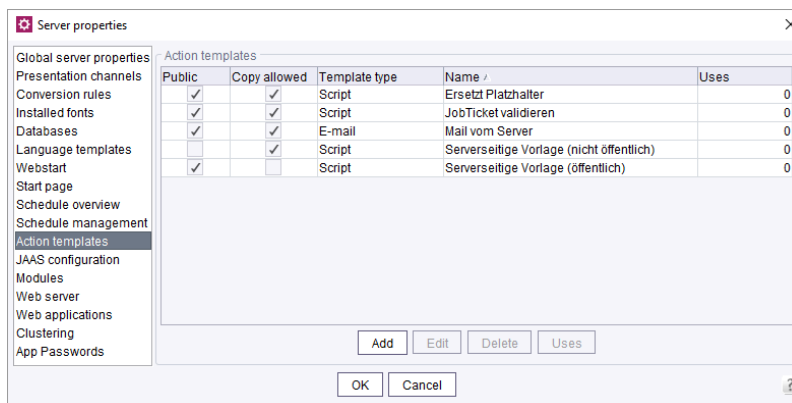 Server properties
Global server properties
Presentation channels
Conversion rules
Installed fonts
Databases
Language templates
Webstart
Start page
Schedule overview
Schedule management
Action templates
JAAS configuration
Modules
Web server
Web applications
Clustering
App Passwords
Action templates
Public Copy allowed Template type Name Uses
Script Ersetzt Platzhalter 0
Script JobTicket validieren 0
E-mail Mail vom Server 0
Script Serverseitige Vorlage (nicht öffentlich) 0
Script Serverseitige Vorlage (öffentlich) 0
Add Edit Delete Uses
OK Cancel
?